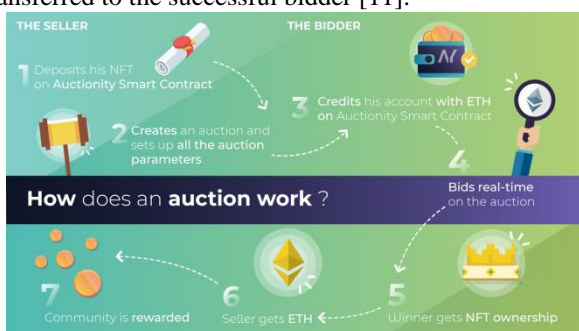 ansferred to the successful bidder [11].
THE SELLER
THE BIDDER
1 Deposits his NFT
on Auctionity Smart Contract
2 Creates an auction and
sets up all the auction
parameters
3 Credits his account with ETH
on Auctionity Smart Contract
4
Bids real-time
on the auction
How does an auction work ?
5
Winner gets NFT ownership
6
Seller gets ETH
7
Community is rewarded